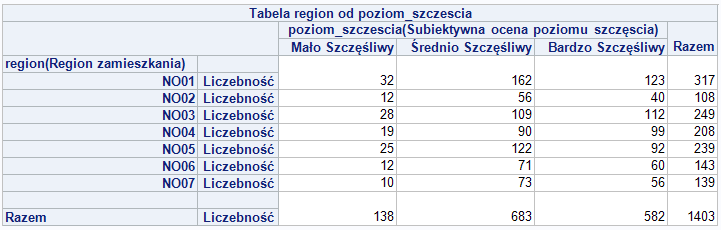 Tabela region od poziom_szczescia
poziom_szczescia(Subiektywna ocena poziomu szczęścia) Razem
Mało Szczęśliwy Średnio Szczęśliwy Bardzo Szczęśliwy
region(Region zamieszkania)
NO01 Liczebność 32 162 123 317
NO02 Liczebność 12 56 40 108
NO03 Liczebność 28 109 112 249
NO04 Liczebność 19 90 99 208
NO05 Liczebność 25 122 92 239
NO06 Liczebność 12 71 60 143
NO07 Liczebność 10 73 56 139
Razem Liczebność 138 683 582 1403